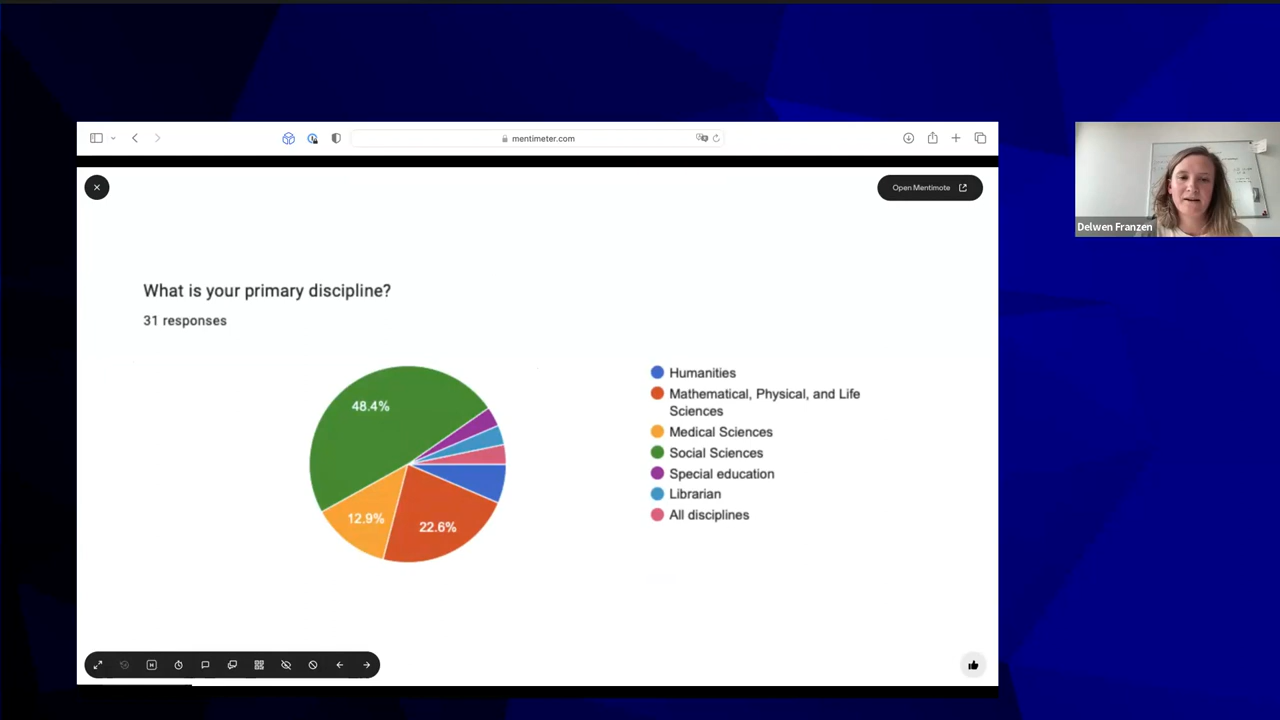 mentimeter.com
Open Mentimote
What is your primary discipline?
31 responses
48.4%
12.9%
22.6%
Humanities
Mathematical, Physical, and Life
Sciences
Medical Sciences
Social Sciences
Special education
Librarian
All disciplines
Delwen Franzen